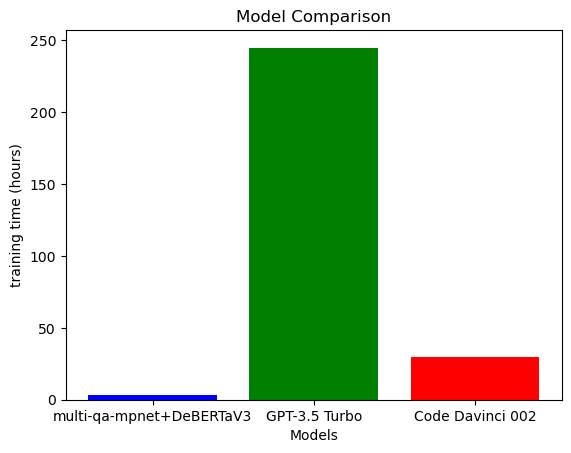 Model Comparison
training time (hours)
250
200
150
100
50
0
multi-qa-mpnet+DeBERTaV3 GPT-3.5 Turbo Code Davinci 002
Models